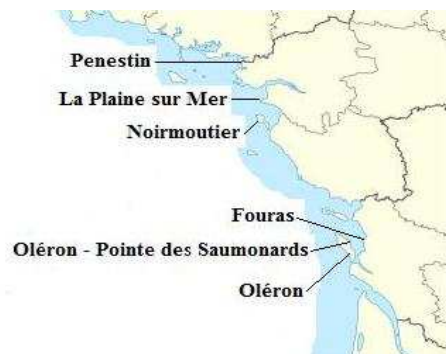 Penestin
La Plaine sur Mer
Noirmoutier
Fouras
Oléron - Pointe des Saumonards
Oléron